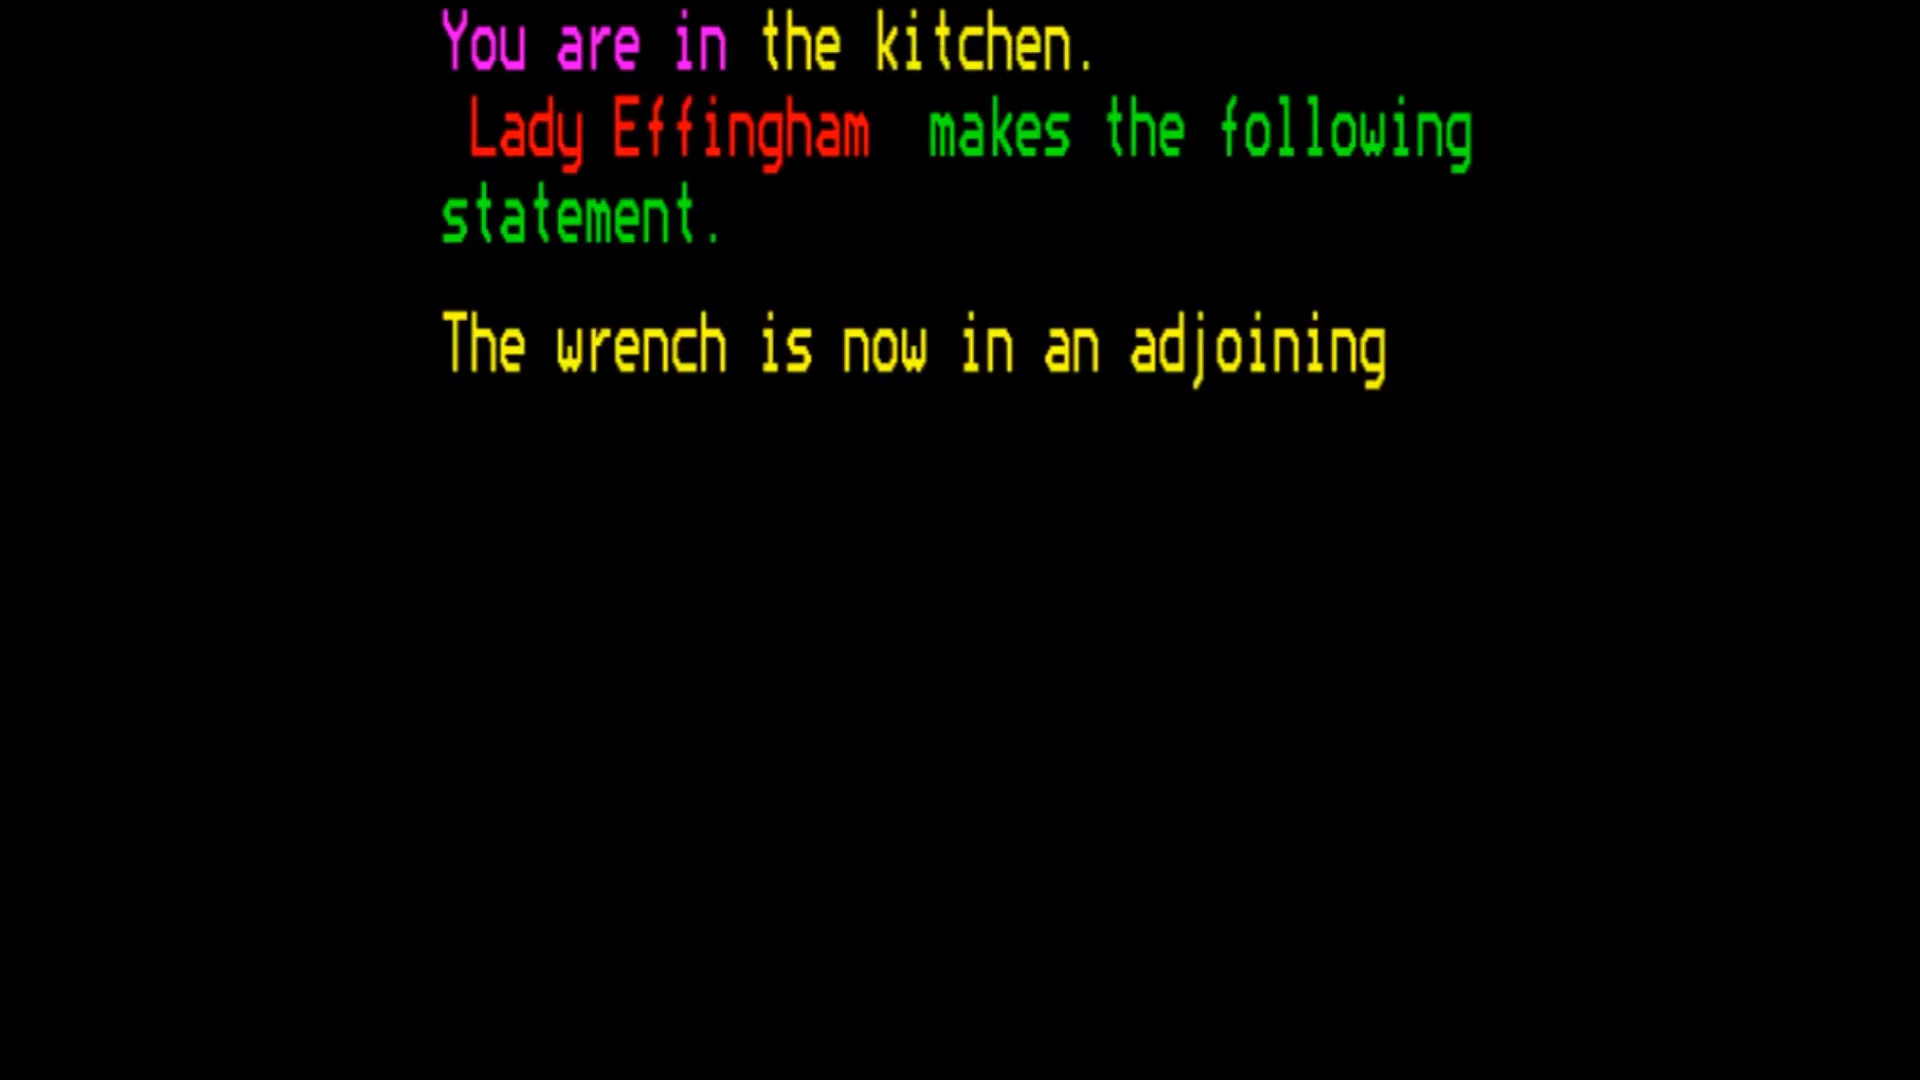 You are in the kitchen.
Lady Effingham makes the following
statement.
The wrench is now in an adjoining